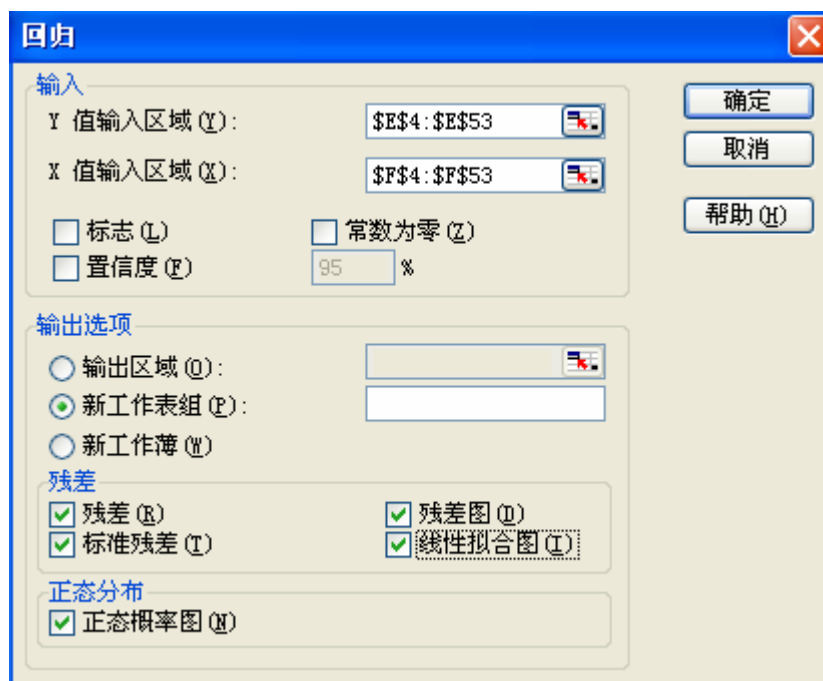 回归
输入
Y 值输入区域(Y): $E$4:$E$53
X 值输入区域(X): $F$4:$F$53
标志(L) 常数为零(Z)
置信度(F) 95 %
确定
取消
帮助(H)
输出选项
输出区域(O):
新工作表组(P):
新工作薄(W)
残差
残差(R) 残差图(D)
标准残差(T) 线性拟合图(I)
正态分布
正态概率图(N)